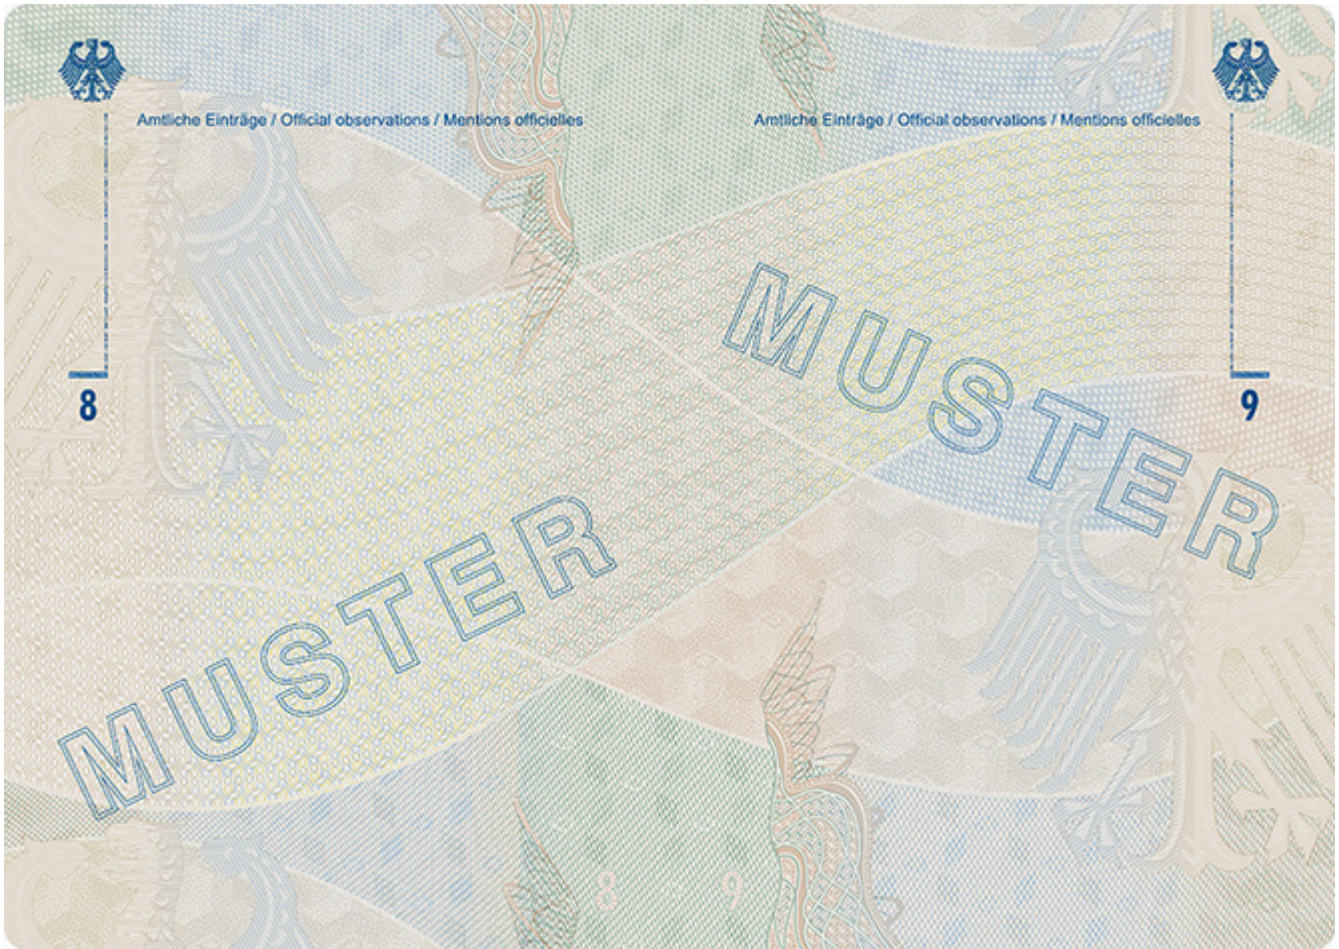 Amtliche Einträge / Official observations / Mentions officielles
8
MUSTER
Amtliche Einträge / Official observations / Mentions officielles
9
MUSTER
8 - 9